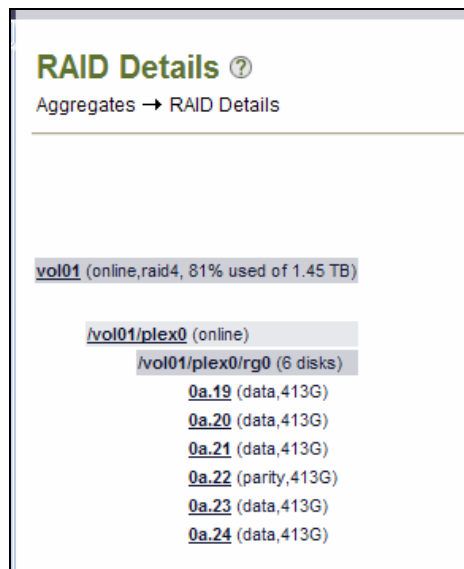 RAID Details ?
Aggregates → RAID Details
vol01 (online,raid4, 81% used of 1.45 TB)
/vol01/plex0 (online)
/vol01/plex0/rg0 (6 disks)
0a.19 (data,413G)
0a.20 (data,413G)
0a.21 (data,413G)
0a.22 (parity,413G)
0a.23 (data,413G)
0a.24 (data,413G)